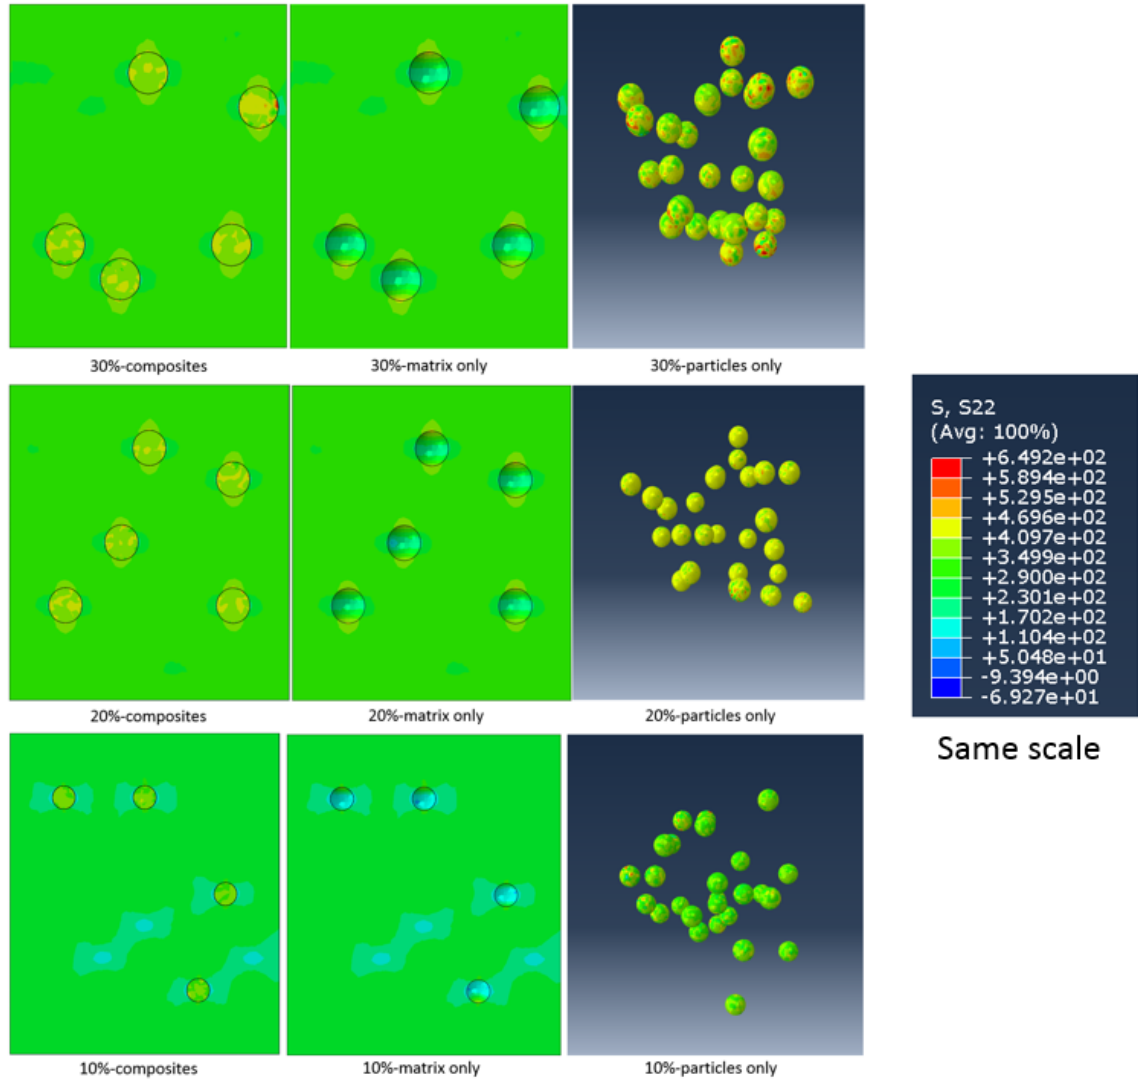 30%-composites
30%-matrix only
30%-particles only
20%-composites
20%-matrix only
20%-particles only
10%-composites
10%-matrix only
10%-particles only
S, S22
(Avg: 100%)
+6.492e+02
+5.894e+02
+5.295e+02
+4.696e+02
+4.097e+02
+3.499e+02
+2.900e+02
+2.301e+02
+1.702e+02
+1.104e+02
+5.048e+01
-9.394e+00
-6.927e+01
Same scale